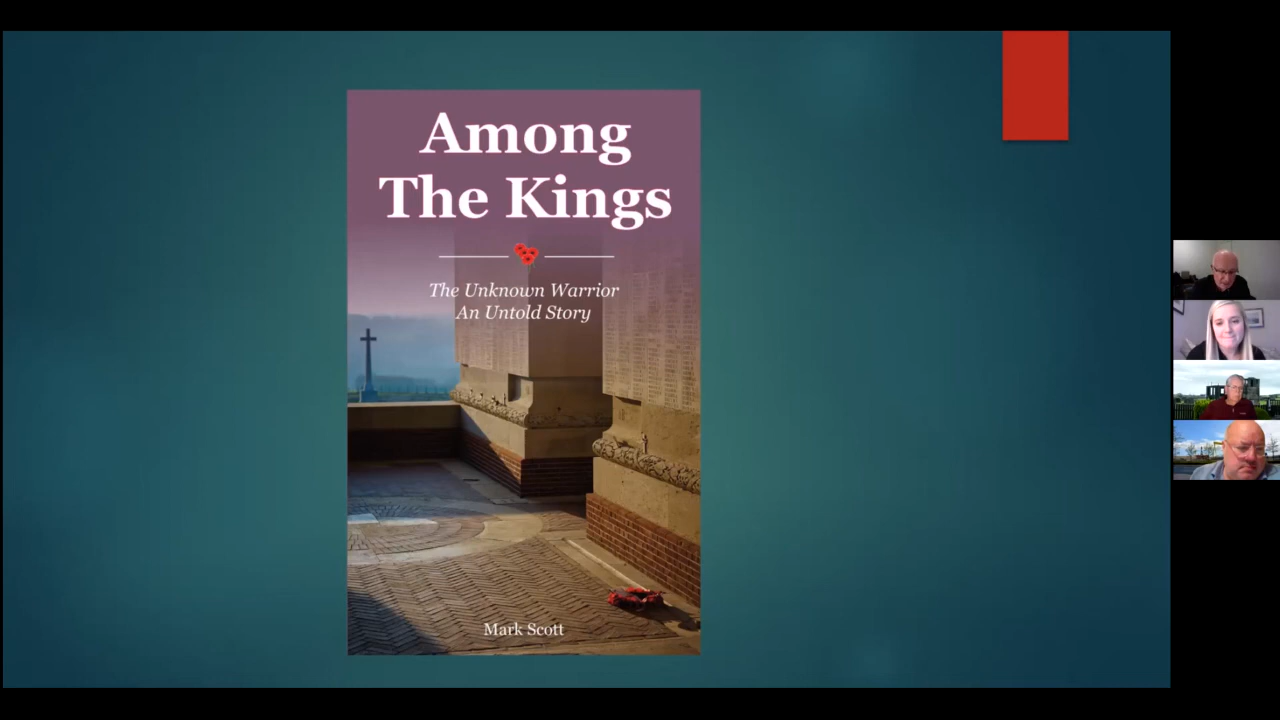 Among
The Kings
The Unknown Warrior
An Untold Story
Mark Scott